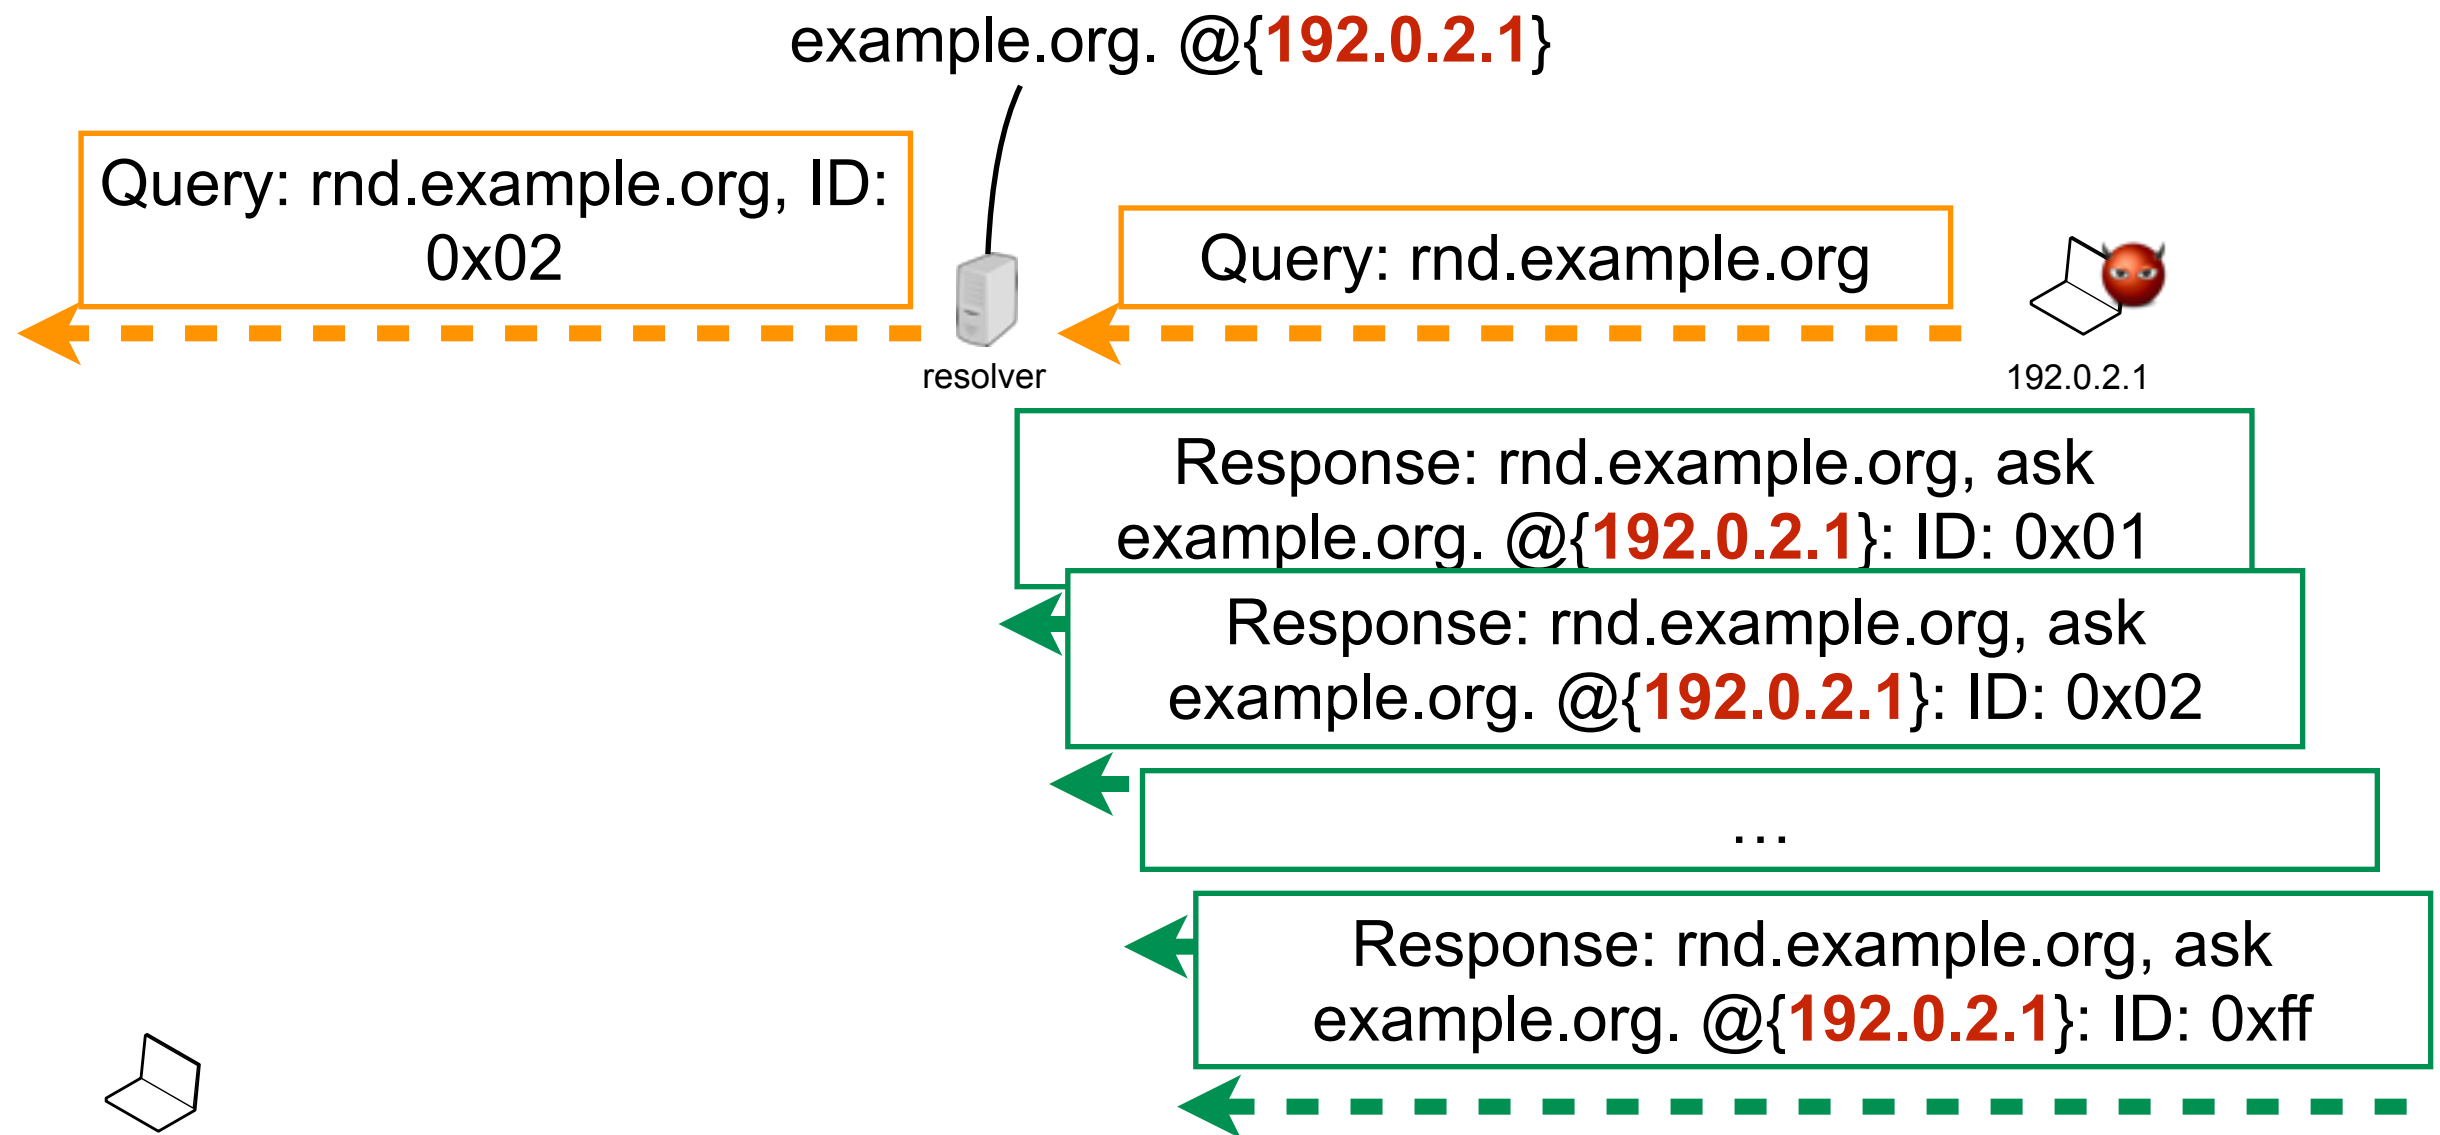 example.org. @{192.0.2.1}
Query: rnd.example.org, ID:
0x02
Query: rnd.example.org
resolver
192.0.2.1
Response: rnd.example.org, ask
example.org. @{192.0.2.1}: ID: 0x01
Response: rnd.example.org, ask
example.org. @{192.0.2.1}: ID: 0x02
…
Response: rnd.example.org, ask
example.org. @{192.0.2.1}: ID: 0xff